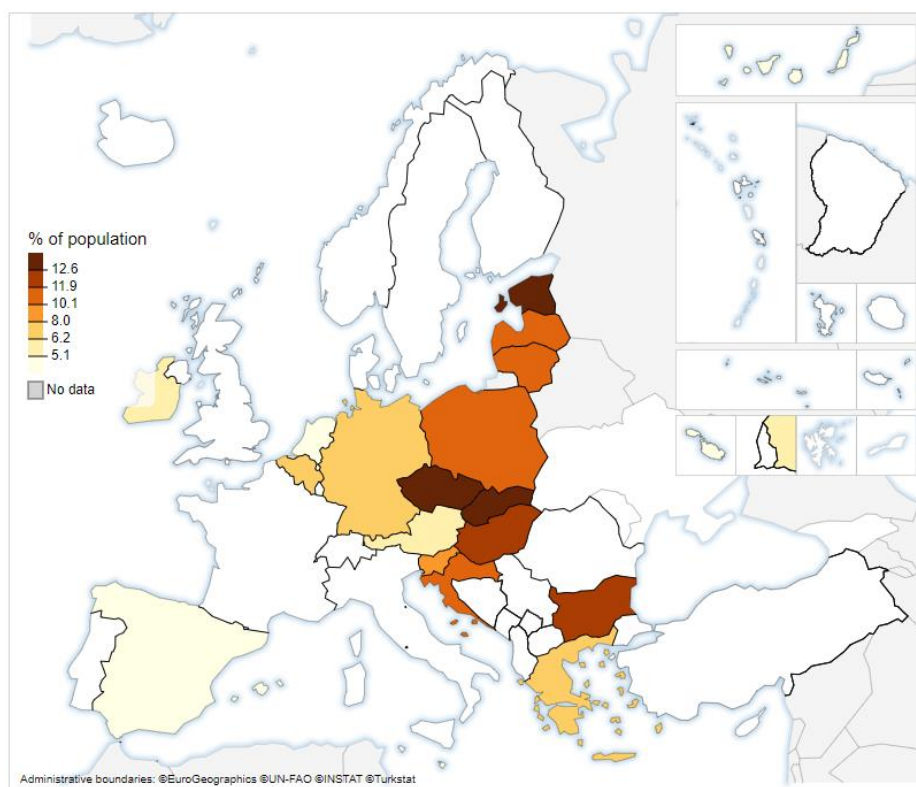 % of population
12.6
11.9
10.1
8.0
6.2
5.1
No data
Administrative boundaries: ©EuroGeographics ©UN-FAO ©INSTAT ©Turkstat